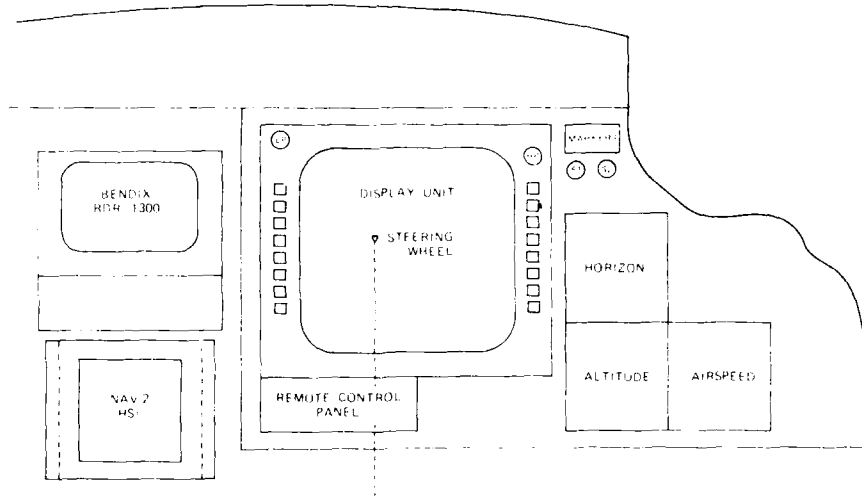 BENDIX
RDR 1300
DISPLAY UNIT
STEERING
WHEEL
HORIZON
ALTITUDE
AIRSPEED
REMOTE CONTROL
PANEL
NAV 2
HSI